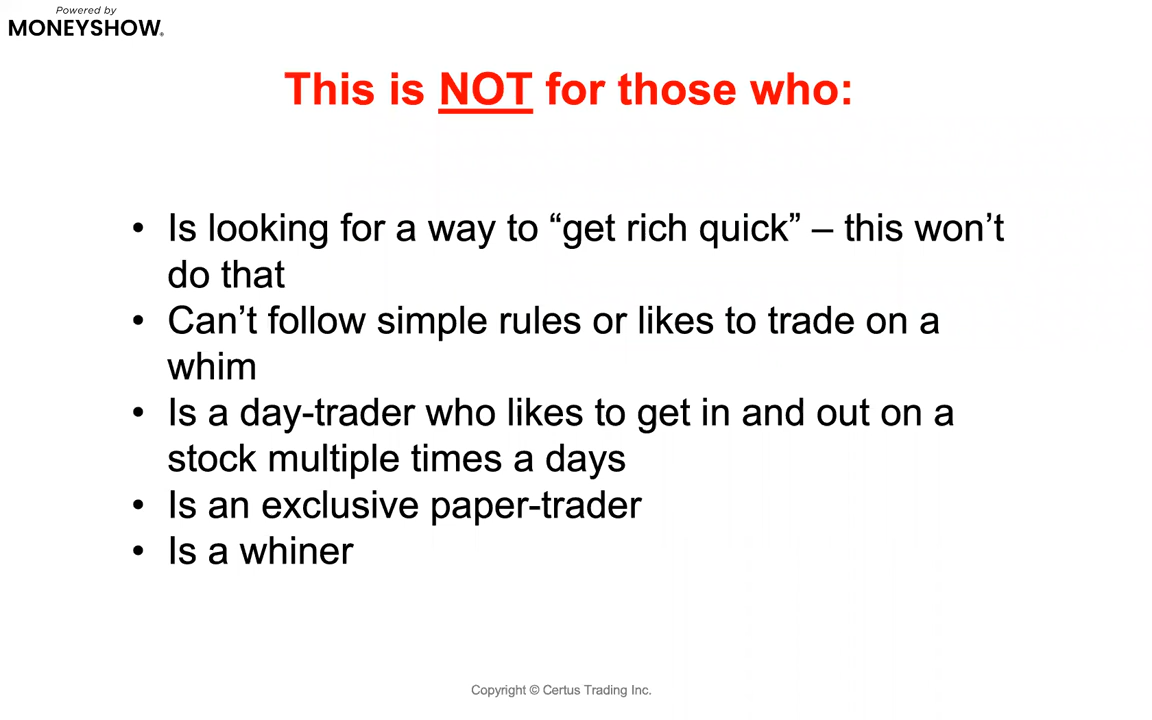 Powered by
MONEYSHOW.
This is NOT for those who:
• Is looking for a way to “get rich quick” – this won’t
do that
• Can’t follow simple rules or likes to trade on a
whim
• Is a day-trader who likes to get in and out on a
stock multiple times a days
• Is an exclusive paper-trader
• Is a whiner
Copyright © Certus Trading Inc.